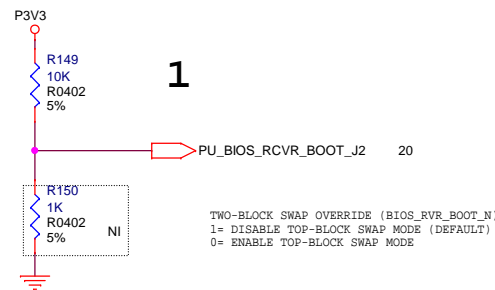 P3V3
R149
10K
R0402
5%
1
PU_BIOS_RCVR_BOOT_J2 20
R150
1K
R0402
5%
NI
TWO-BLOCK SWAP OVERRIDE (BIOS_RVR_BOOT_N)
1= DISABLE TOP-BLOCK SWAP MODE (DEFAULT)
0= ENABLE TOP-BLOCK SWAP MODE